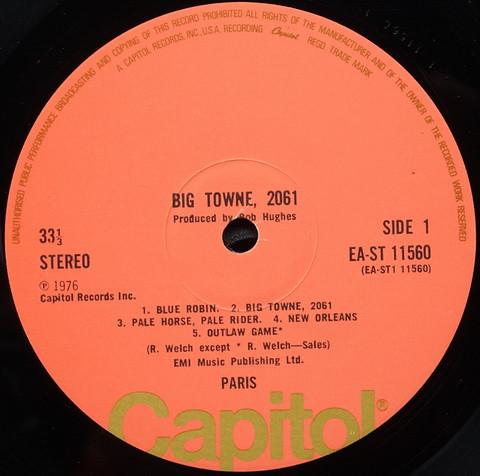 UNAUTHORISED PUBLIC PERFORMANCE BROADCASTING AND COPYING OF THIS RECORD PROHIBITED ALL RIGHTS OF THE MANUFACTURER AND OF THE OWNER OF THE RECORDED WORK RESERVED
A CAPITOL RECORDS, INC., U.S.A. RECORDING Capitol REGD. TRADE MARK
BIG TOWNE, 2061
Produced by Bob Hughes
33⅓
STEREO
SIDE 1
EA-ST 11560
(EA-ST1 11560)
℗ 1976
Capitol Records Inc.
1. BLUE ROBIN. 2. BIG TOWNE, 2061
3. PALE HORSE, PALE RIDER. 4. NEW ORLEANS
5. OUTLAW GAME*
(R. Welch except * R. Welch—Sales)
EMI Music Publishing Ltd.
PARIS
Capitol®